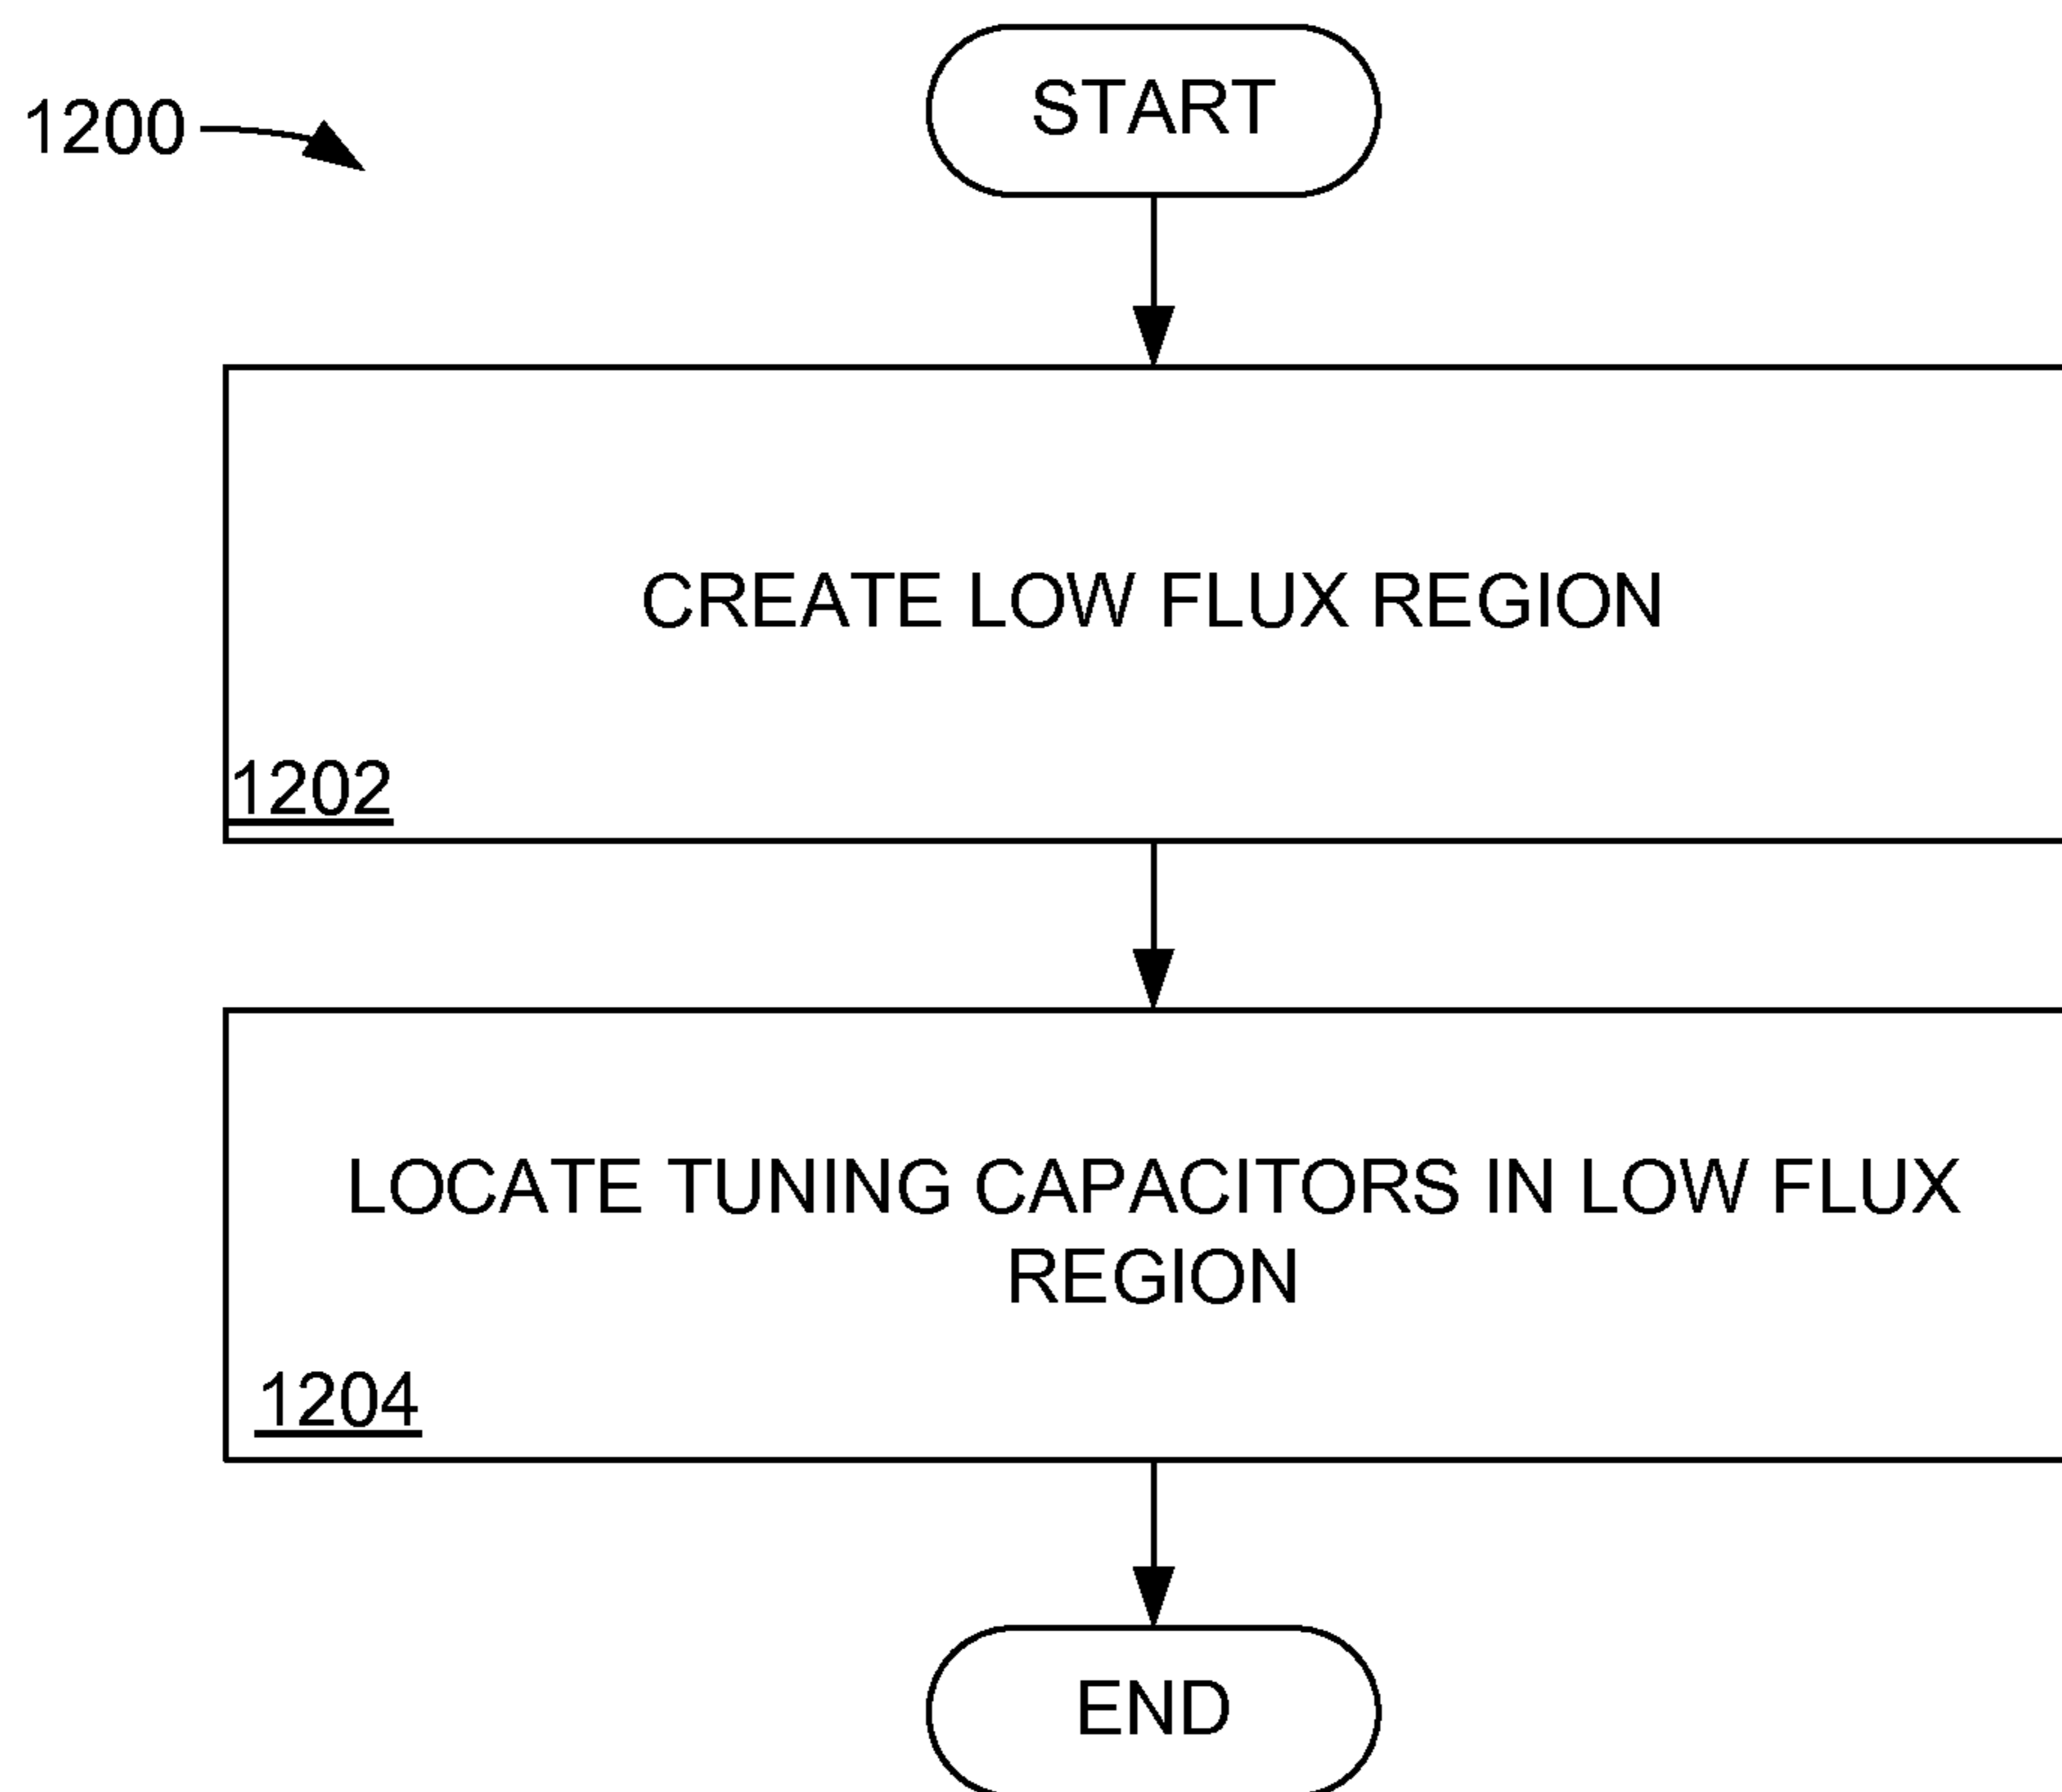 1200
START
CREATE LOW FLUX REGION
1202
LOCATE TUNING CAPACITORS IN LOW FLUX
REGION
1204
END